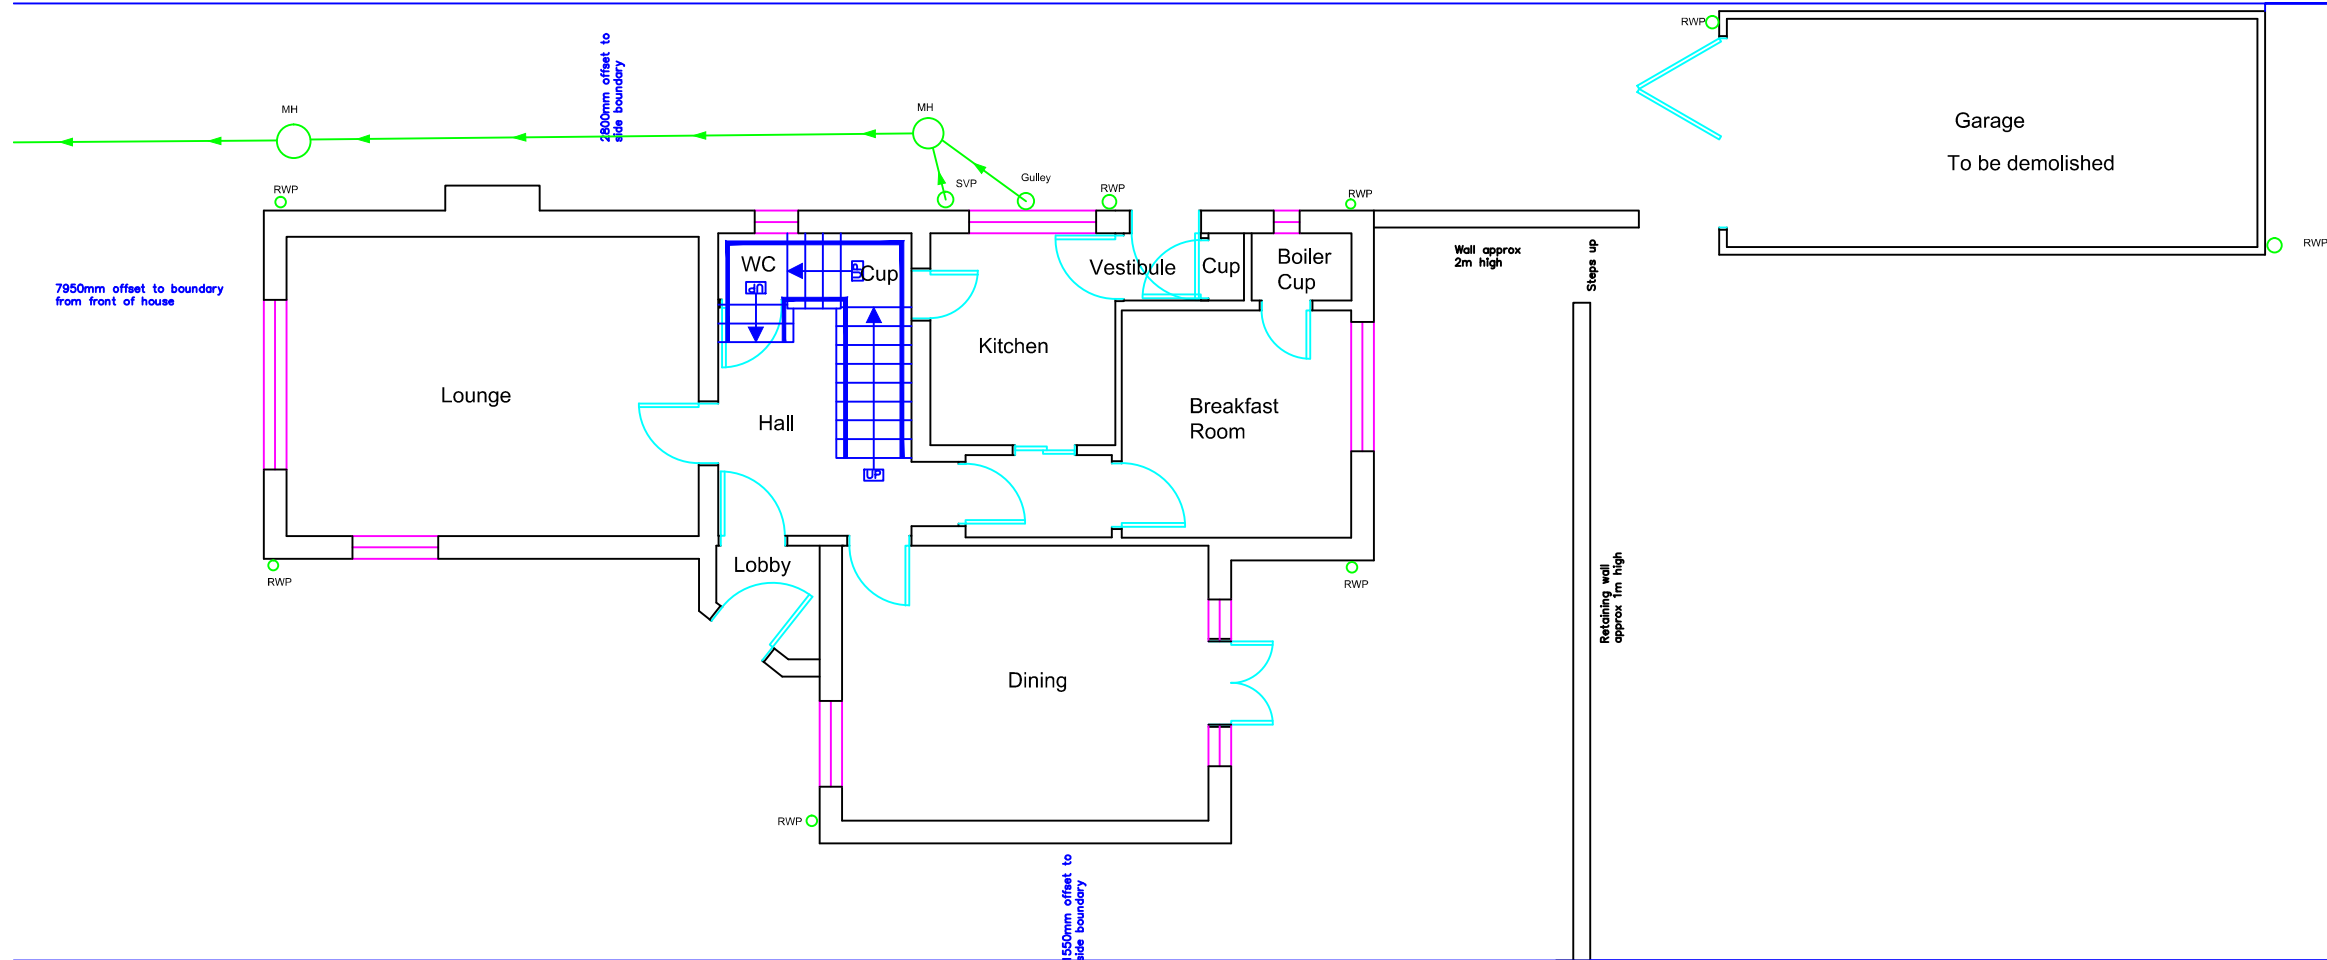 RWP
2800mm offset to
side boundary
MH
MH
Garage
To be demolished
RWP
SVP
Gulley
RWP
RWP
RWP
7950mm offset to boundary
from front of house
WC
UP
UP
Cup
Vestibule
Cup
Boiler
Cup
Wall approx
2m high
Steps up
Kitchen
Lounge
Hall
Breakfast
Room
UP
Lobby
RWP
RWP
Retaining wall
approx 1m high
Dining
RWP
1550mm offset to
side boundary